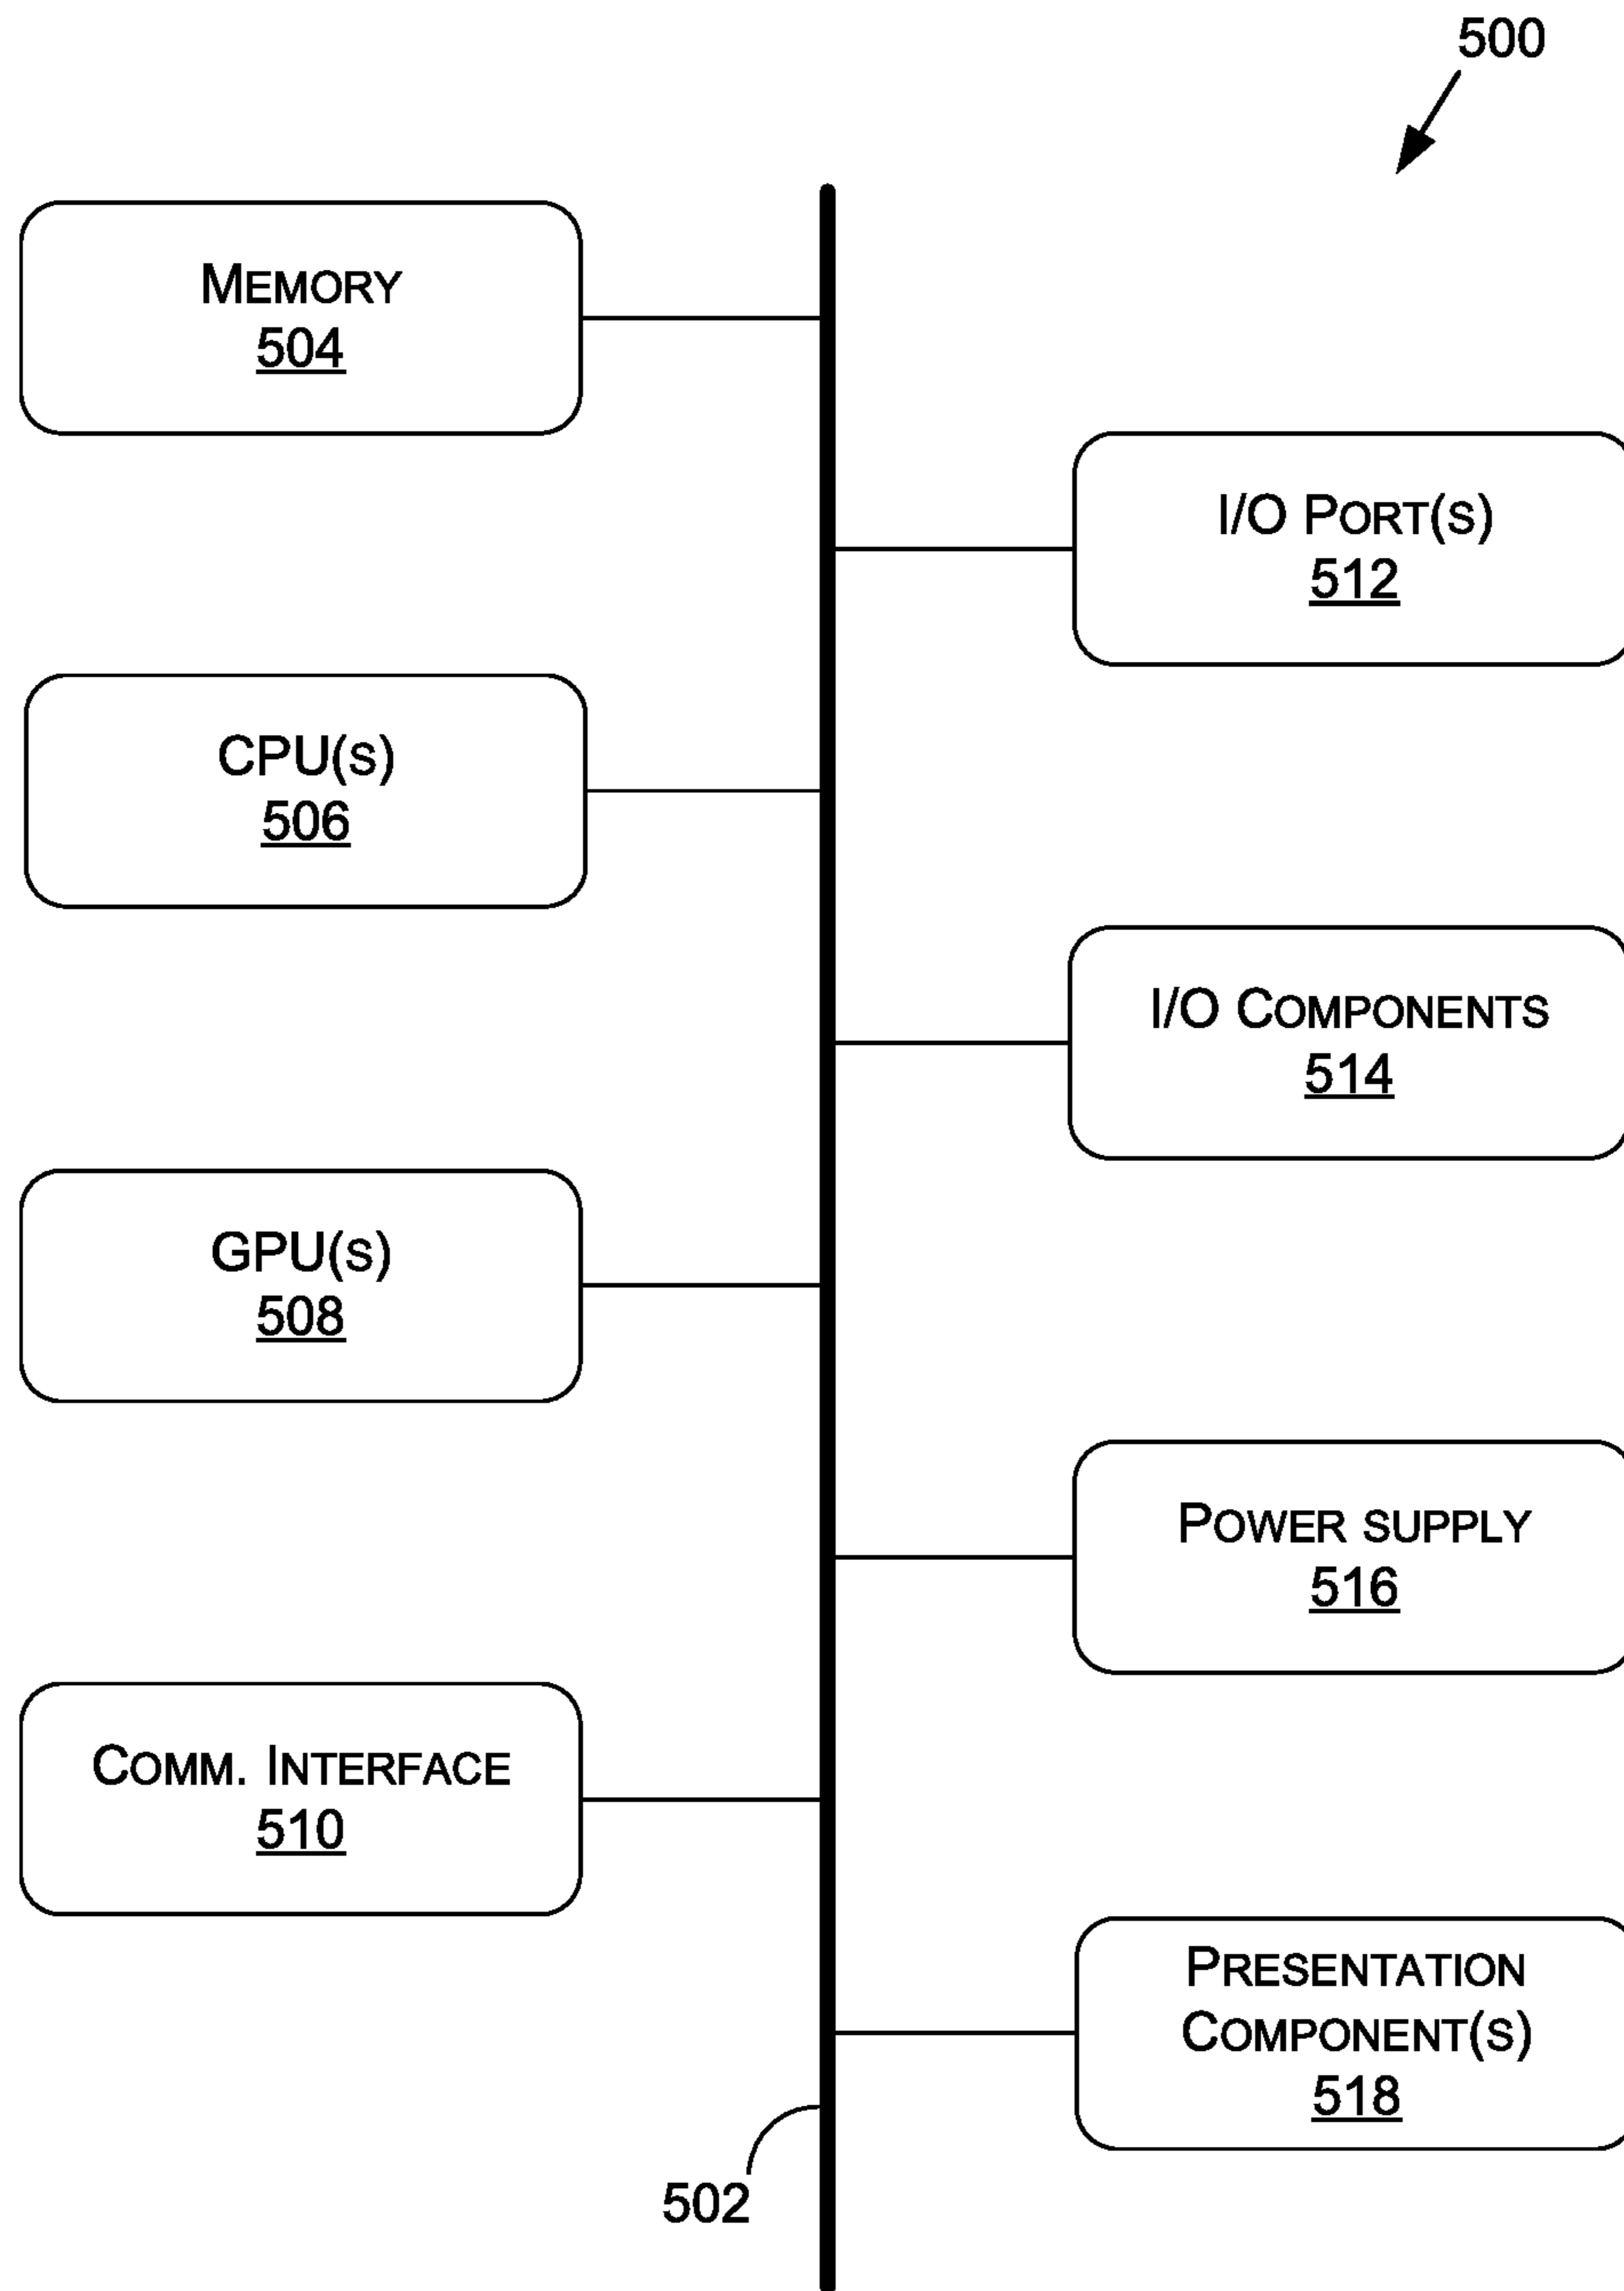 500
MEMORY
504
I/O PORT(S)
512
CPU(S)
506
I/O COMPONENTS
514
GPU(S)
508
POWER SUPPLY
516
COMM. INTERFACE
510
PRESENTATION
COMPONENT(S)
518
502